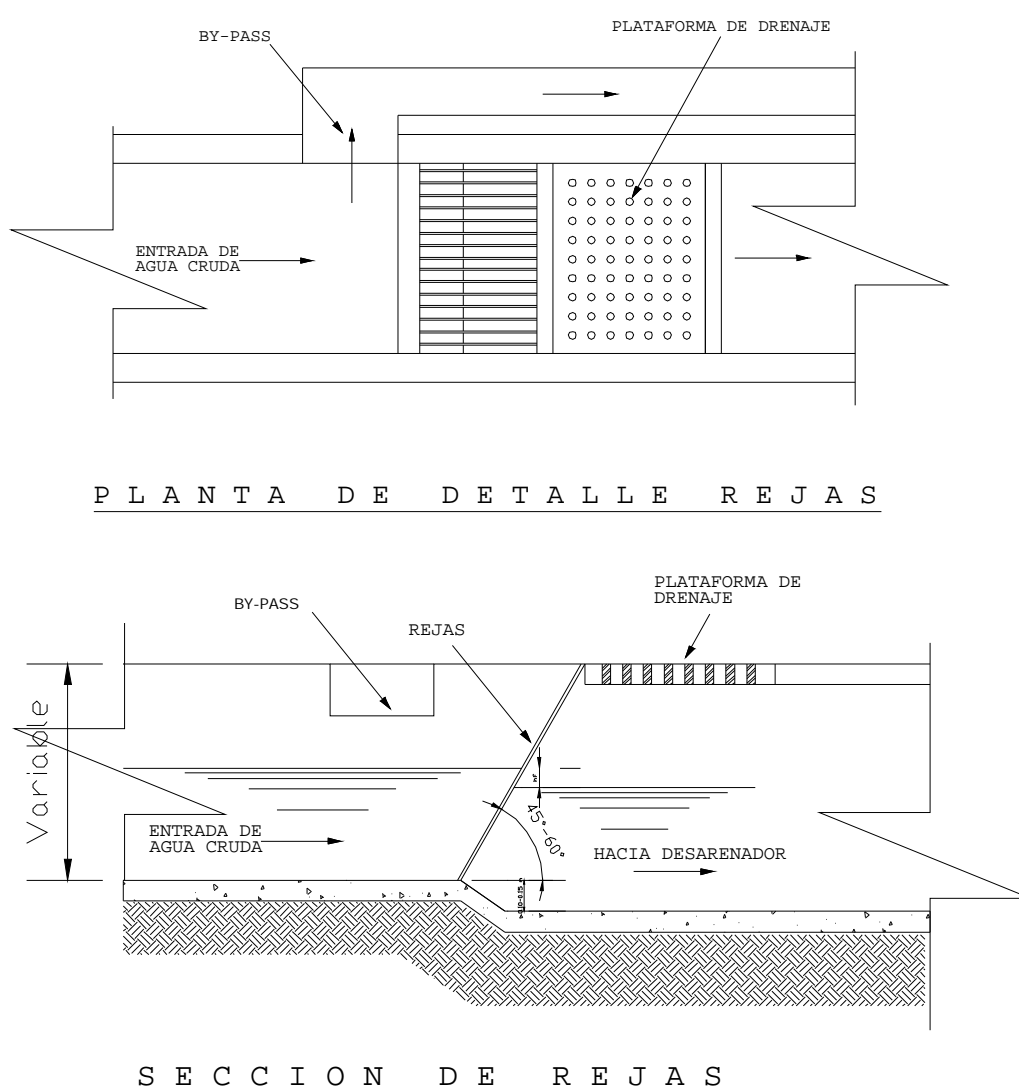 BY-PASS
PLATAFORMA DE DRENAJE
ENTRADA DE
AGUA CRUDA
PLANTA DE DETALLE REJAS
PLATAFORMA DE
DRENAJE
BY-PASS
REJAS
Variable
hf
45°-60°
ENTRADA DE
AGUA CRUDA
HACIA DESARENADOR
SECCION DE REJAS